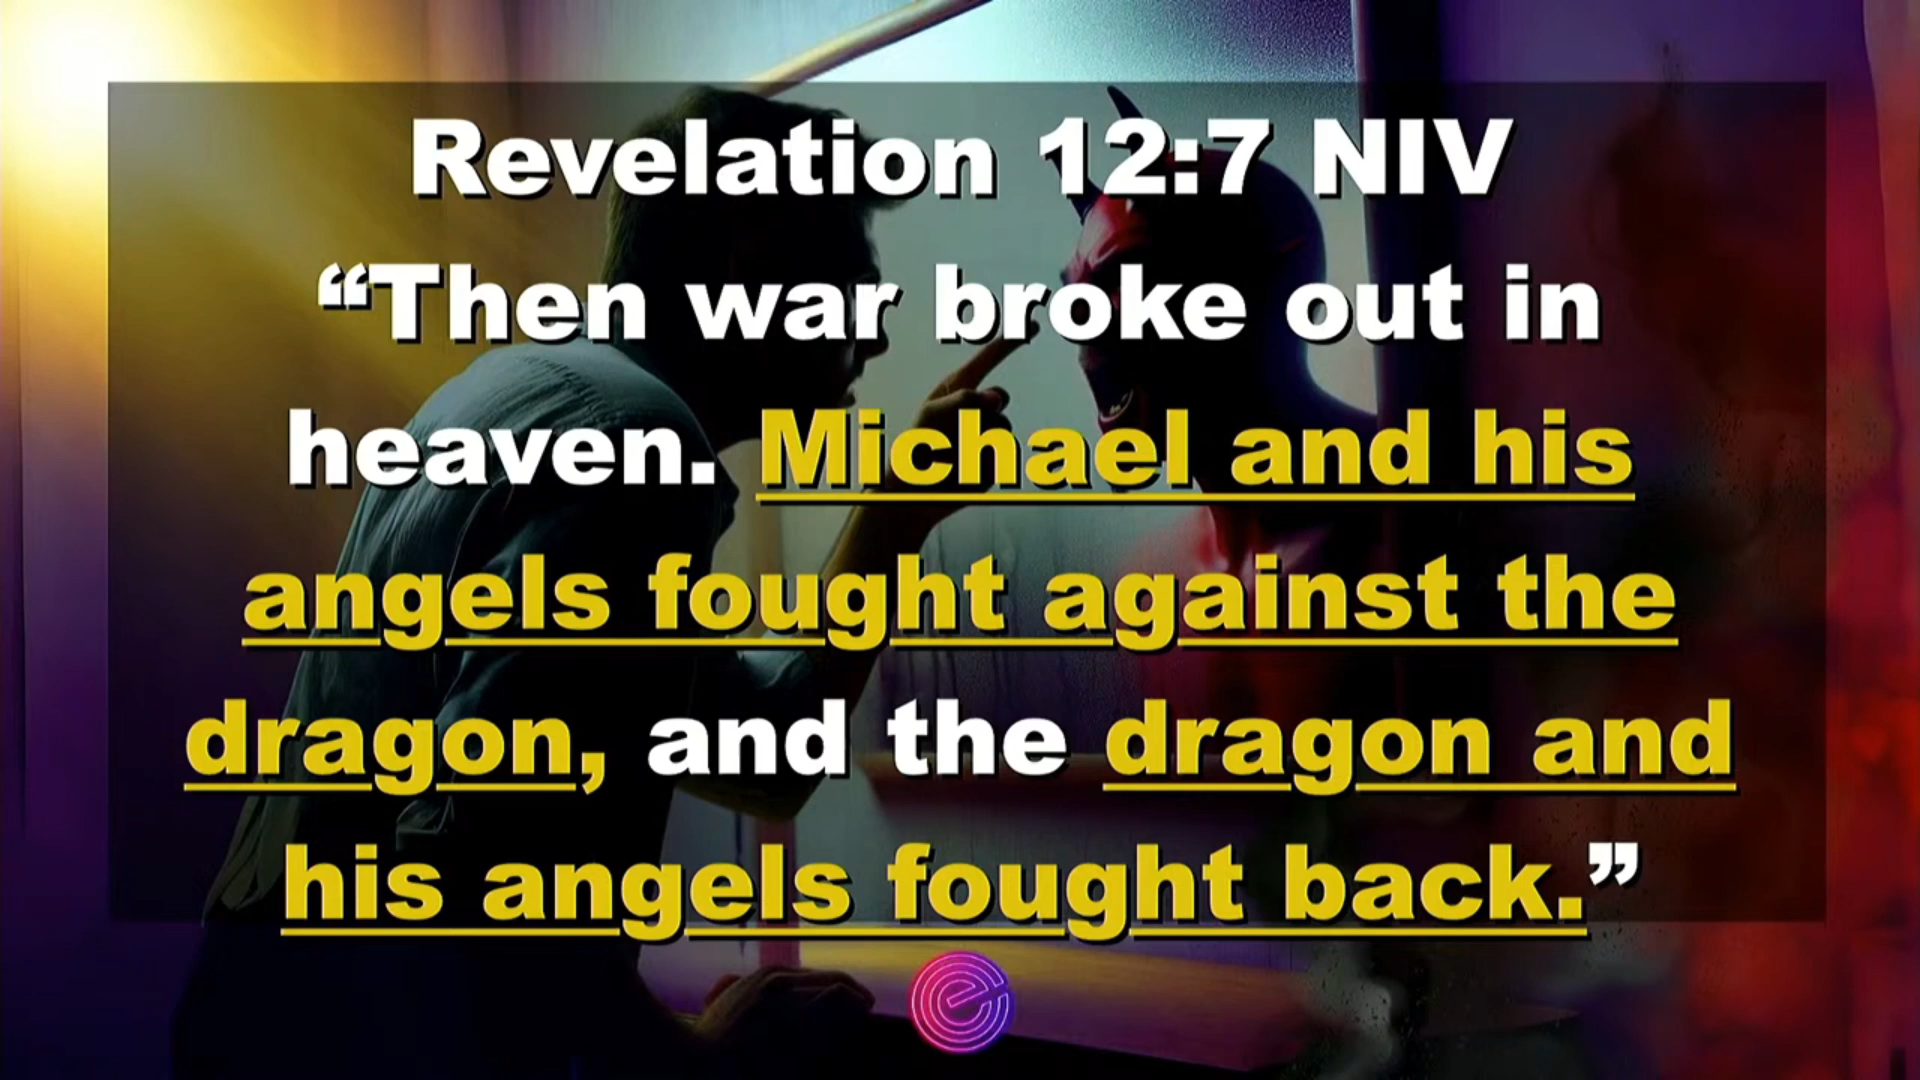 Revelation 12:7 NIV
“Then war broke out in
heaven. Michael and his
angels fought against the
dragon, and the dragon and
his angels fought back.”
e